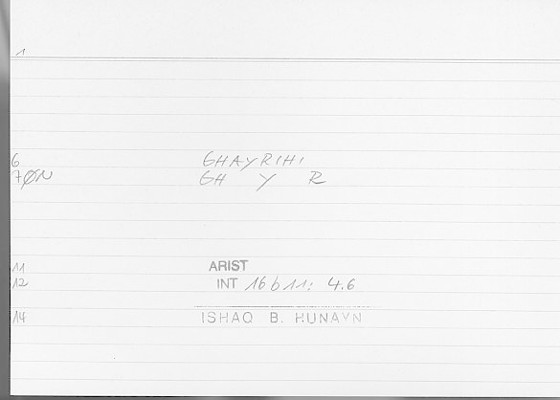 1
6 GHAYRIHI
7ØN GH Y R
11 ARIST
12 INT 16b11: 4.6
14 ISHAQ B. HUNAYN